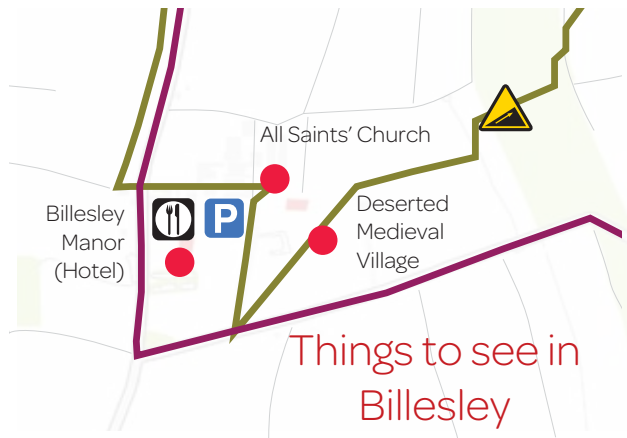 All Saints' Church
Billesley
Manor
(Hotel)
P
Deserted
Medieval
Village
Things to see in
Billesley